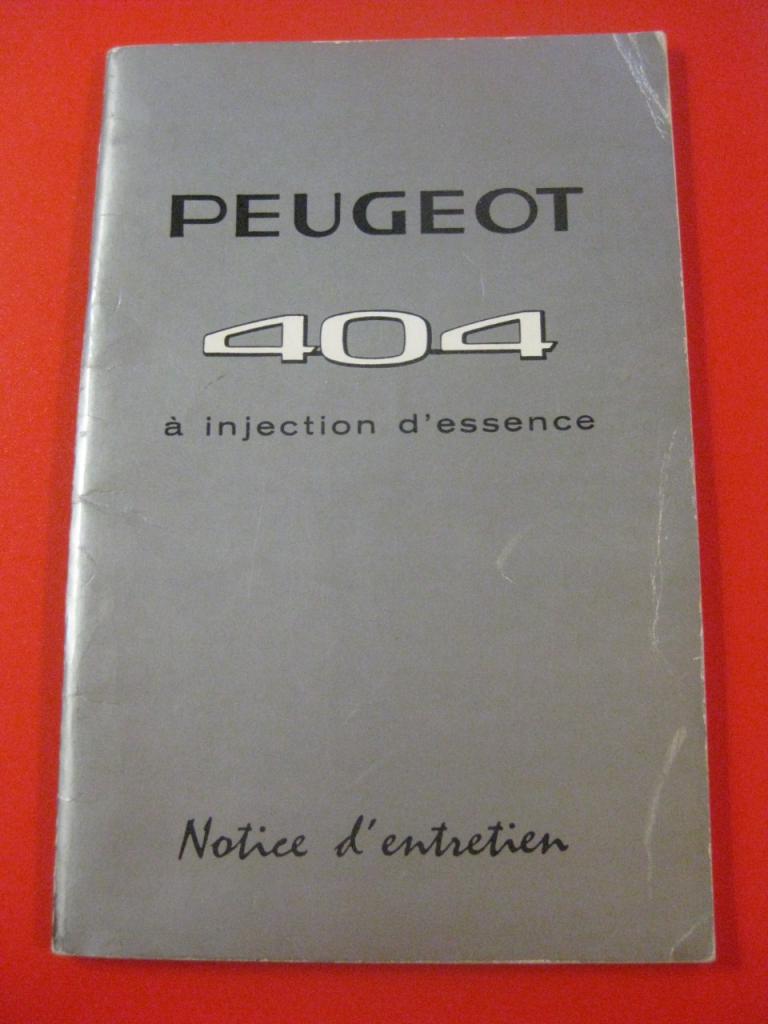 PEUGEOT
404
à injection d'essence
Notice d'entretien